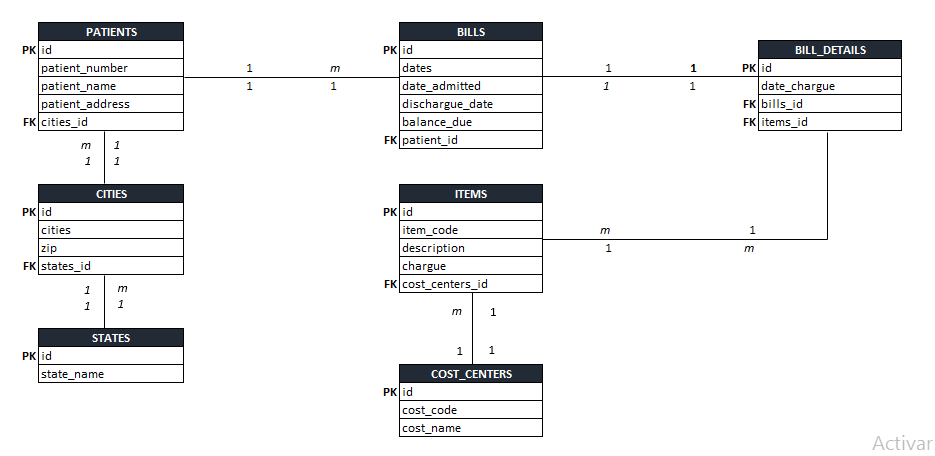 PATIENTS
PK id
patient_number
patient_name
patient_address
FK cities_id
1 m
1 1
BILLS
PK id
dates
date_admitted
dischargue_date
balance_due
FK patient_id
1 1
1 1
BILL_DETAILS
PK id
date_chargue
FK bills_id
FK items_id
m 1
1 1
CITIES
PK id
cities
zip
FK states_id
ITEMS
PK id
item_code
description
chargue
FK cost_centers_id
m 1
1 m
1 m
1 1
STATES
PK id
state_name
m 1
1 1
COST_CENTERS
PK id
cost_code
cost_name
Activar